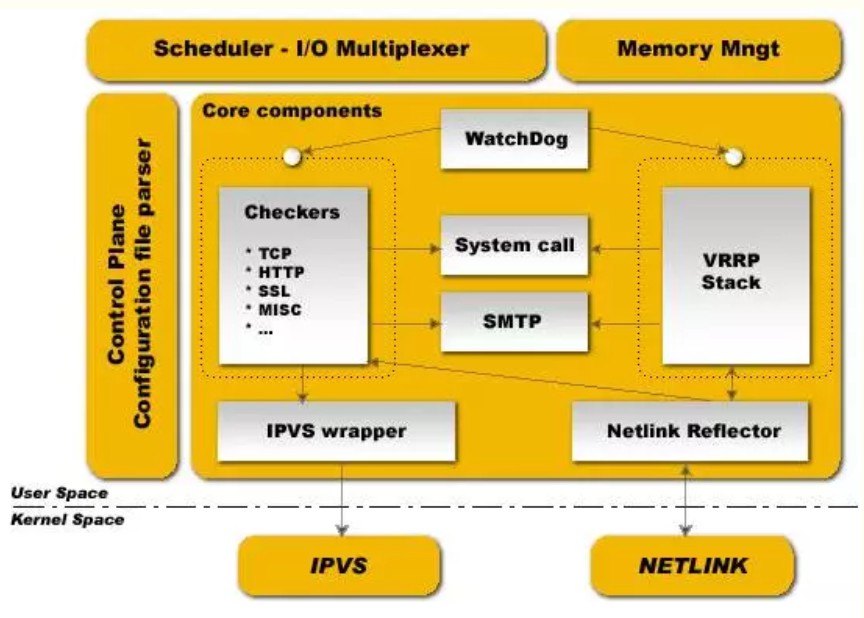 Scheduler - I/O Multiplexer
Memory Mngt
Control Plane
Configuration file parser
Core components
WatchDog
Checkers
* TCP
* HTTP
* SSL
* MISC
* ...
System call
SMTP
VRRP
Stack
IPVS wrapper
Netlink Reflector
User Space
Kernel Space
IPVS
NETLINK